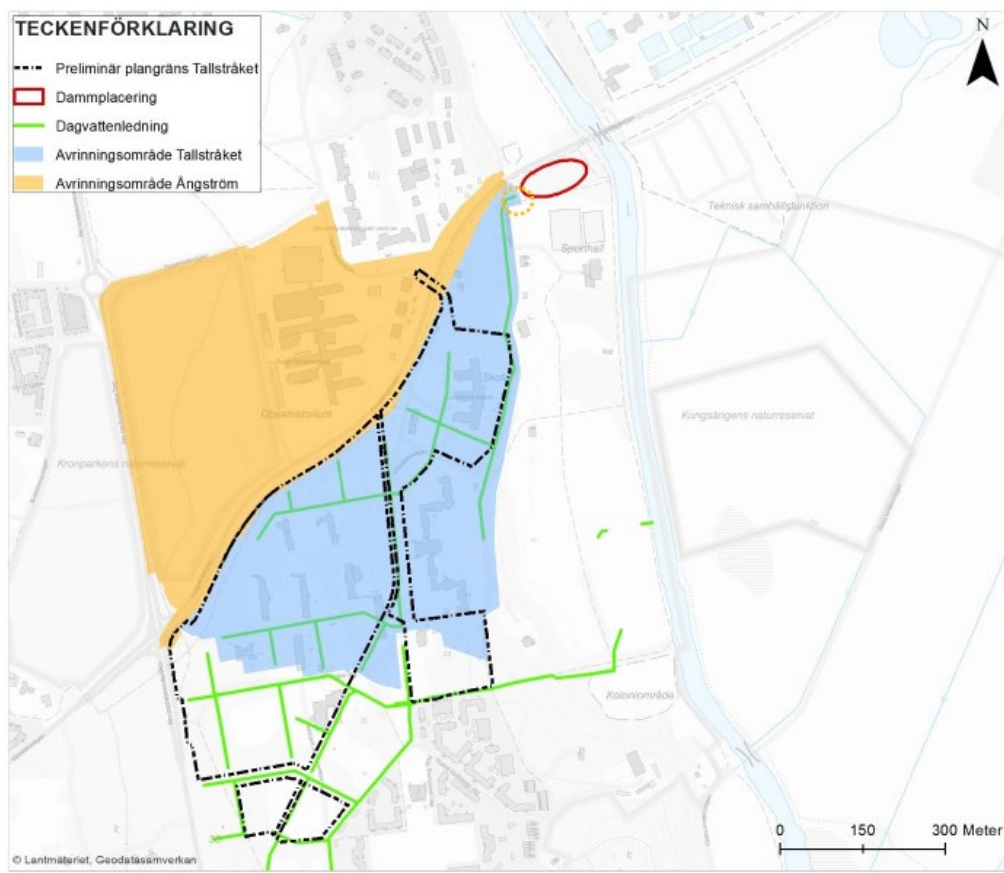 TECKENFÖRKLARING
Preliminär plangräns Tallstråket
Dammplacering
Dagvattenledning
Avrinningsområde Tallstråket
Avrinningsområde Ångström
N
Teknisk samhällsfunktion
Sporthall
Observatorium
Kungsängens naturreservat
Kronparkens naturreservat
Koloniområde
0 150 300 Meter
© Lantmäteriet, Geodatasamverkan